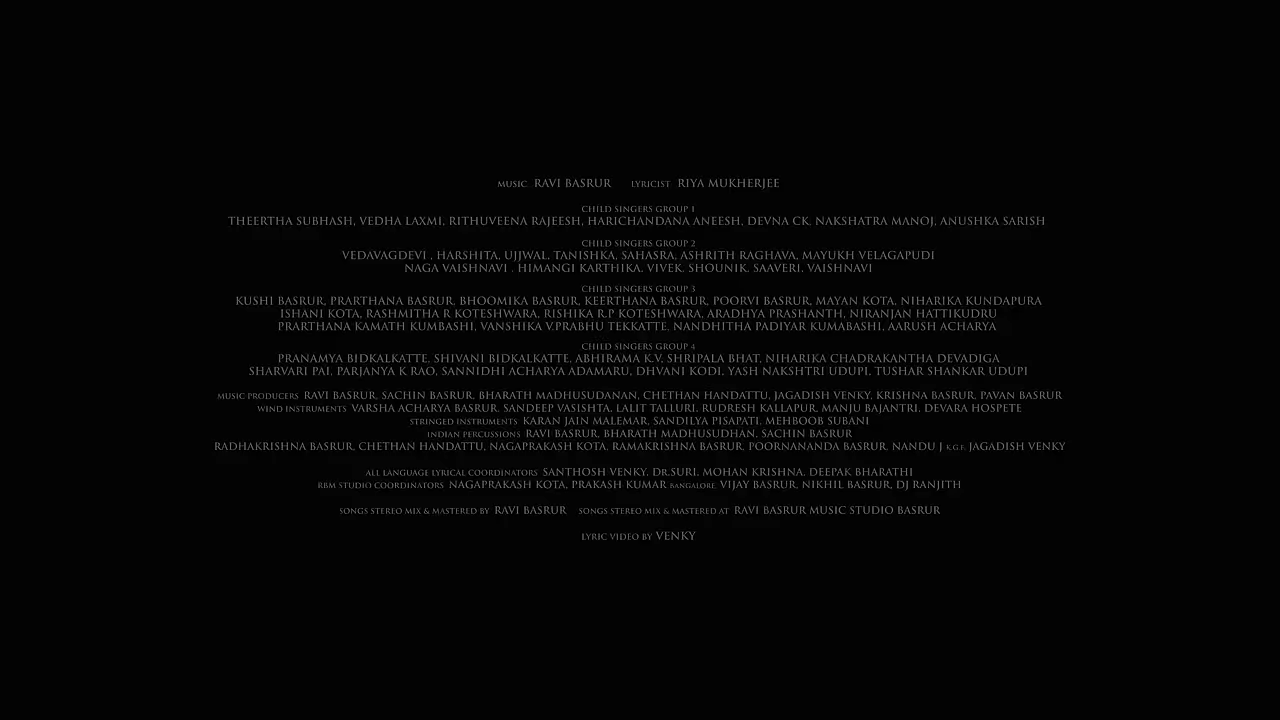 MUSIC RAVI BASRUR LYRICIST RIYA MUKHERJEE
CHILD SINGERS GROUP 1
THEERTHA SUBHASH, VEDHA LAXMI, RITHUVEENA RAJEESH, HARICHANDANA ANEESH, DEVNA CK, NAKSHATRA MANOJ, ANUSHKA SARISH
CHILD SINGERS GROUP 2
VEDAVAGDEVI , HARSHITA, UJJWAL, TANISHKA, SAHASRA, ASHRITH RAGHAVA, MAYUKH VELAGAPUDI
NAGA VAISHNAVI , HIMANGI KARTHIKA, VIVEK, SHOUNIK, SAAVERI, VAISHNAVI
CHILD SINGERS GROUP 3
KUSHI BASRUR, PRARTHANA BASRUR, BHOOMIKA BASRUR, KEERTHANA BASRUR, POORVI BASRUR, MAYAN KOTA, NIHARIKA KUNDAPURA
ISHANI KOTA, RASHMITHA R KOTESHWARA, RISHIKA R.P KOTESHWARA, ARADHYA PRASHANTH, NIRANJAN HATTIKUDRU
PRARTHANA KAMATH KUMBASHI, VANSHIKA V.PRABHU TEKKATTE, NANDHITHA PADIYAR KUMABASHI, AARUSH ACHARYA
CHILD SINGERS GROUP 4
PRANAMYA BIDKALKATTE, SHIVANI BIDKALKATTE, ABHIRAMA K.V, SHRIPALA BHAT, NIHARIKA CHADRAKANTHA DEVADIGA
SHARVARI PAI, PARJANYA K RAO, SANNIDHI ACHARYA ADAMARU, DHVANI KODI, YASH NAKSHTRI UDUPI, TUSHAR SHANKAR UDUPI
MUSIC PRODUCERS RAVI BASRUR, SACHIN BASRUR, BHARATH MADHUSUDANAN, CHETHAN HANDATTU, JAGADISH VENKY, KRISHNA BASRUR, PAVAN BASRUR
WIND INSTRUMENTS VARSHA ACHARYA BASRUR, SANDEEP VASISHTA, LALIT TALLURI, RUDRESH KALLAPUR, MANJU BAJANTRI, DEVARA HOSPETE
STRINGED INSTRUMENTS KARAN JAIN MALEMAR, SANDILYA PISAPATI, MEHBOOB SUBANI
INDIAN PERCUSSIONS RAVI BASRUR, BHARATH MADHUSUDHAN, SACHIN BASRUR
RADHAKRISHNA BASRUR, CHETHAN HANDATTU, NAGAPRAKASH KOTA, RAMAKRISHNA BASRUR, POORNANANDA BASRUR, NANDU J K.G.F, JAGADISH VENKY
ALL LANGUAGE LYRICAL COORDINATORS SANTHOSH VENKY, DR.SURI, MOHAN KRISHNA, DEEPAK BHARATHI
RBM STUDIO COORDINATORS NAGAPRAKASH KOTA, PRAKASH KUMAR BANGALORE, VIJAY BASRUR, NIKHIL BASRUR, DJ RANJITH
SONGS STEREO MIX & MASTERED BY RAVI BASRUR SONGS STEREO MIX & MASTERED AT RAVI BASRUR MUSIC STUDIO BASRUR
LYRIC VIDEO BY VENKY